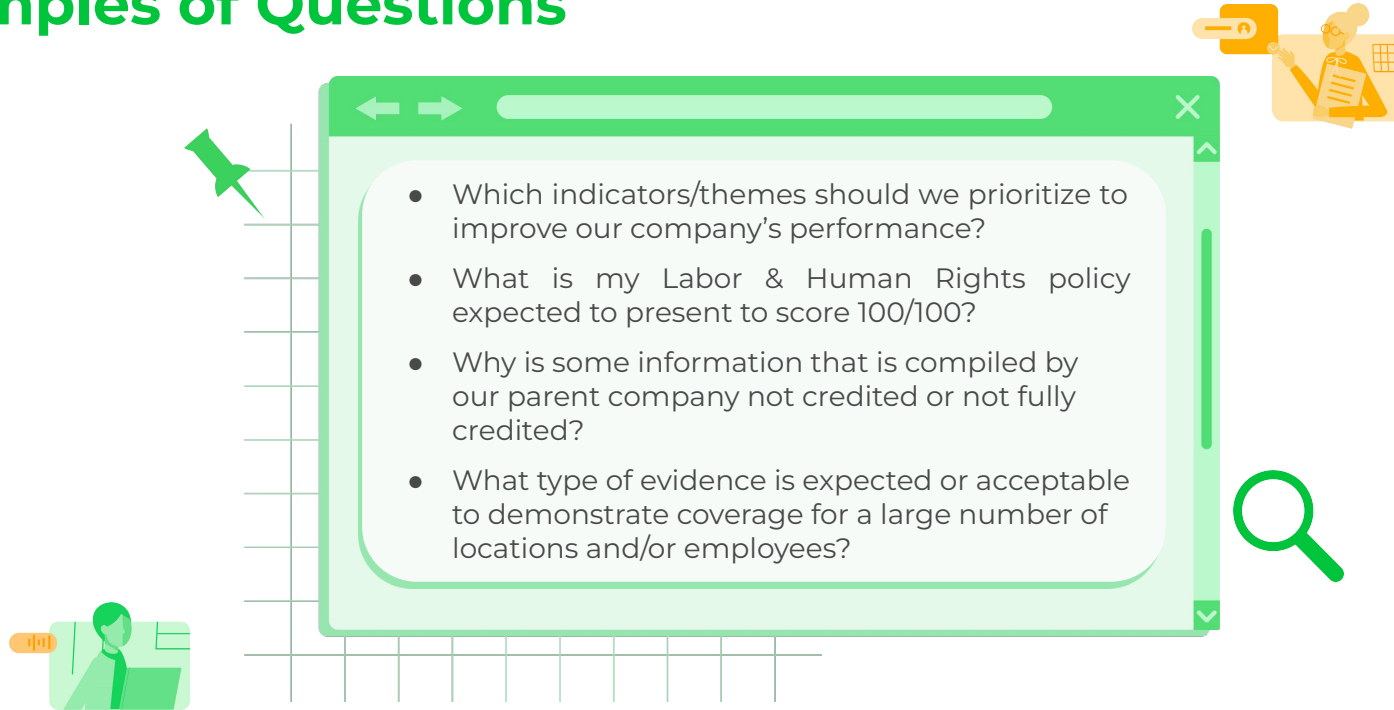 of Questions
● Which indicators/themes should we prioritize to
improve our company’s performance?
● What is my Labor & Human Rights policy
expected to present to score 100/100?
● Why is some information that is compiled by
our parent company not credited or not fully
credited?
● What type of evidence is expected or acceptable
to demonstrate coverage for a large number of
locations and/or employees?